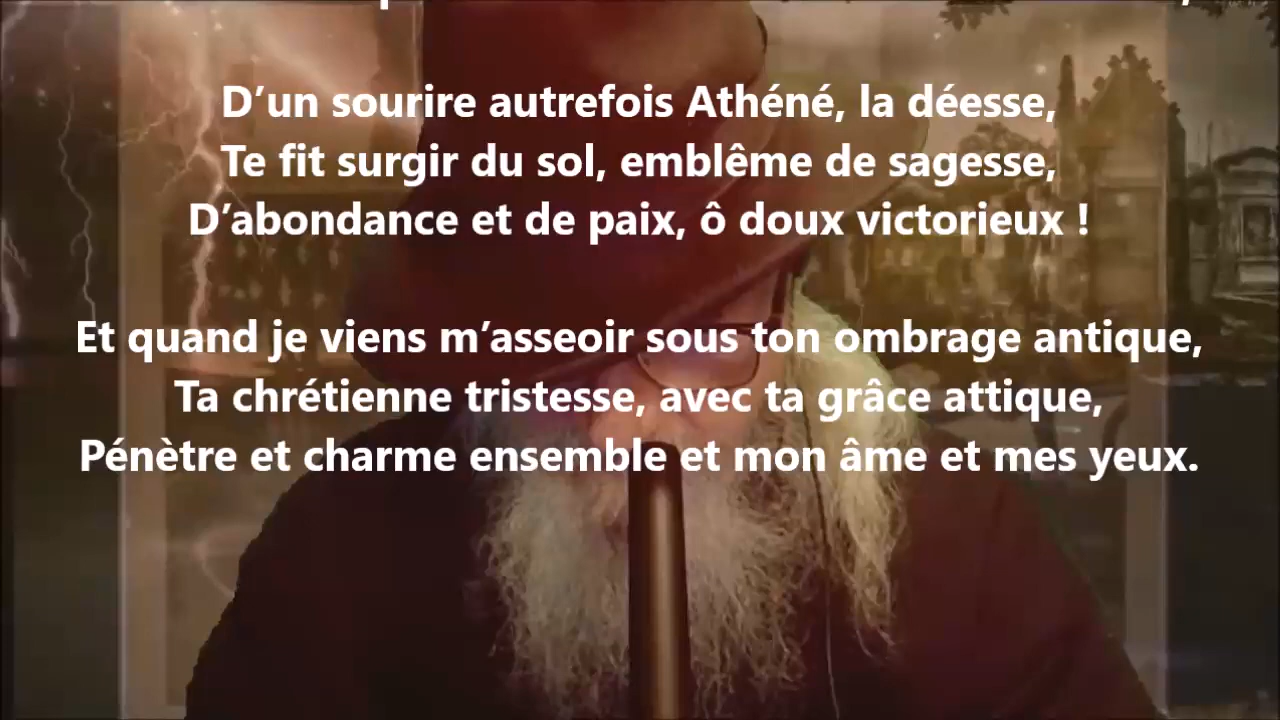 D’un sourire autrefois Athéné, la déesse,
Te fit surgir du sol, emblême de sagesse,
D’abondance et de paix, ô doux victorieux !
Et quand je viens m’asseoir sous ton ombrage antique,
Ta chrétienne tristesse, avec ta grâce attique,
Pénètre et charme ensemble et mon âme et mes yeux.